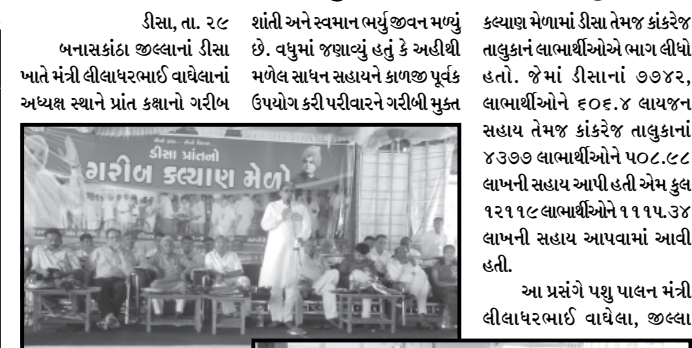 ડીસા, તા. ૨૯
બનાસકાંઠા જીલ્લાનાં ડીસા
ખાતે મંત્રી લીલાધરભાઈ વાઘેલાનાં
અધ્યક્ષ સ્થાને પ્રાંત કક્ષાનો ગરીબ
શાંતી અને સ્વમાન ભર્યુ જીવન મળ્યું
છે. વધુમાં જણાવ્યું હતું કે અહીથી
મળેલ સાધન સહાયને કાળજી પૂર્વક
ઉપયોગ કરી પરીવારને ગરીબી મુક્ત
ડીસા પ્રાંતનો
ગરીબ કલ્યાણ મેળો
કલ્યાણ મેળામાં ડીસા તેમજ કાંકરેજ
તાલુકાનં લાભાર્થીઓએ ભાગ લીધો
હતો. જેમાં ડીસાનાં ૭૭૪૨,
લાભાર્થીઓને ૬૦૬.૪ લાયજન
સહાય તેમજ કાંકરેજ તાલુકાનાં
૪૩૭૭ લાભાર્થીઓને ૫૦૮.૯૮
લાખની સહાય આપી હતી એમ કુલ
૧૨૧૧૯ લાભાર્થીઓને ૧૧૧૫.૩૪
લાખની સહાય આપવામાં આવી
હતી.
આ પ્રસંગે પશુ પાલન મંત્રી
લીલાધરભાઈ વાઘેલા, જીલ્લા